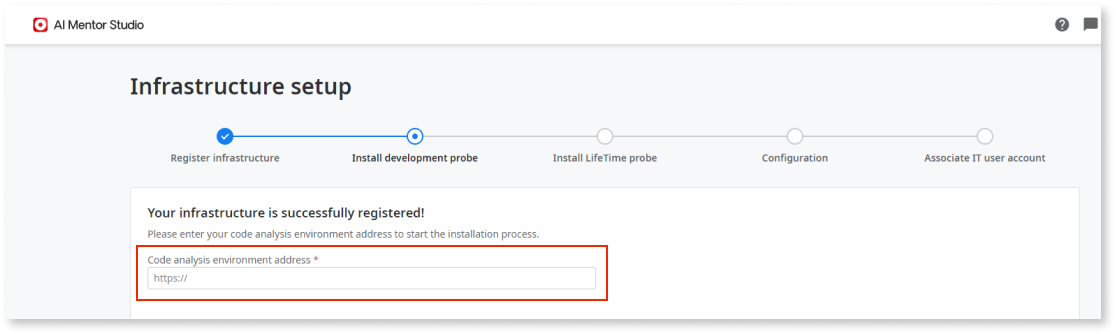 AI Mentor Studio
Infrastructure setup
Register infrastructure
Install development probe
Install LifeTime probe
Configuration
Associate IT user account
Your infrastructure is successfully registered!
Please enter your code analysis environment address to start the installation process.
Code analysis environment address *
https://